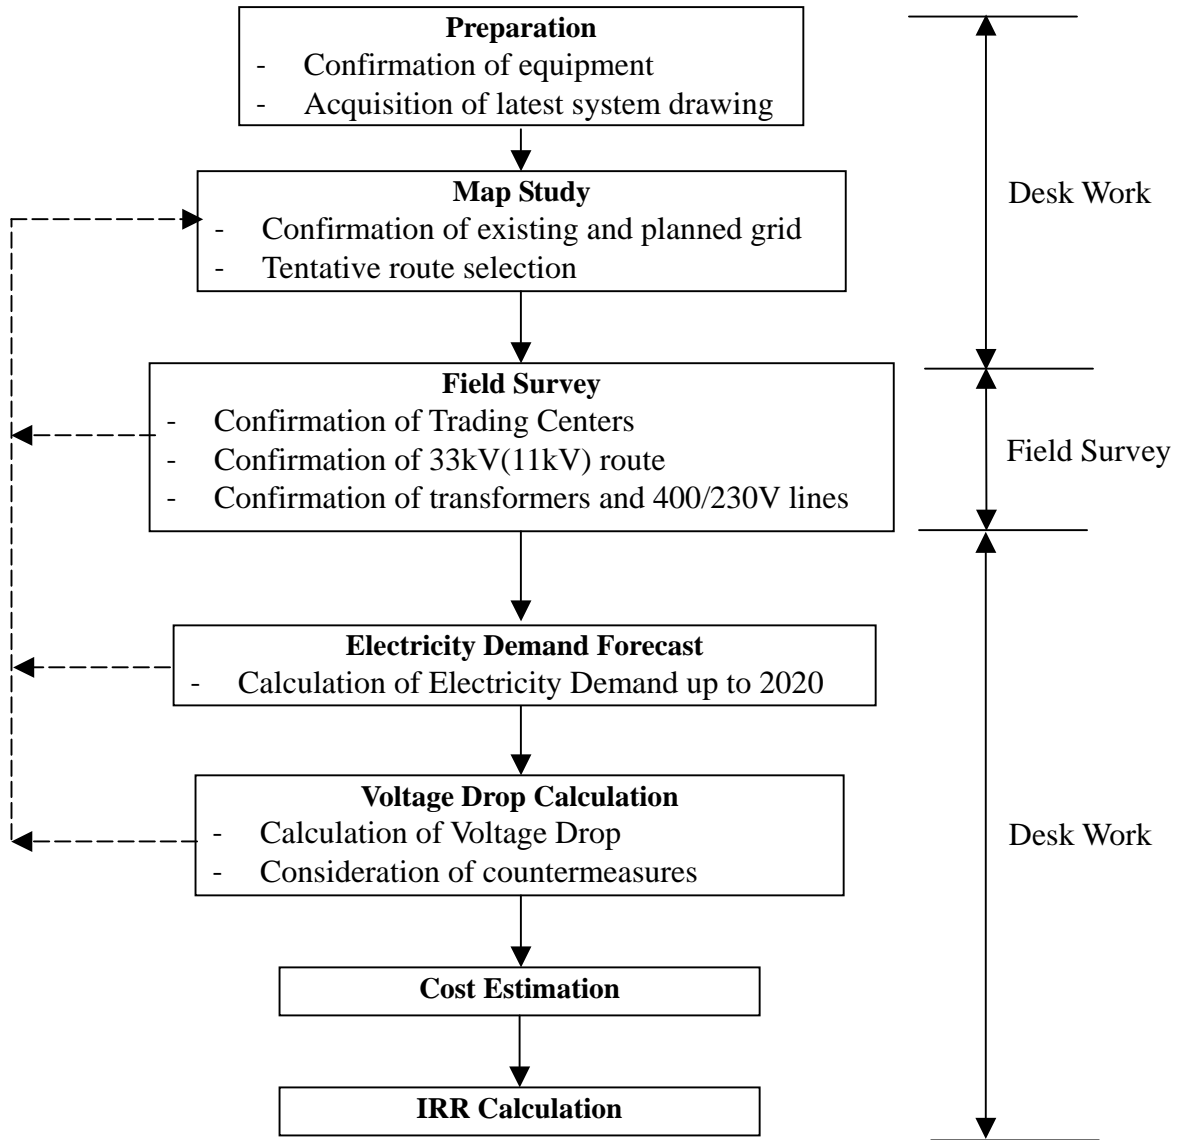 Preparation
- Confirmation of equipment
- Acquisition of latest system drawing
Desk Work
Map Study
- Confirmation of existing and planned grid
- Tentative route selection
Field Survey
- Confirmation of Trading Centers
- Confirmation of 33kV(11kV) route
- Confirmation of transformers and 400/230V lines
Field Survey
Electricity Demand Forecast
- Calculation of Electricity Demand up to 2020
Voltage Drop Calculation
- Calculation of Voltage Drop
- Consideration of countermeasures
Desk Work
Cost Estimation
IRR Calculation